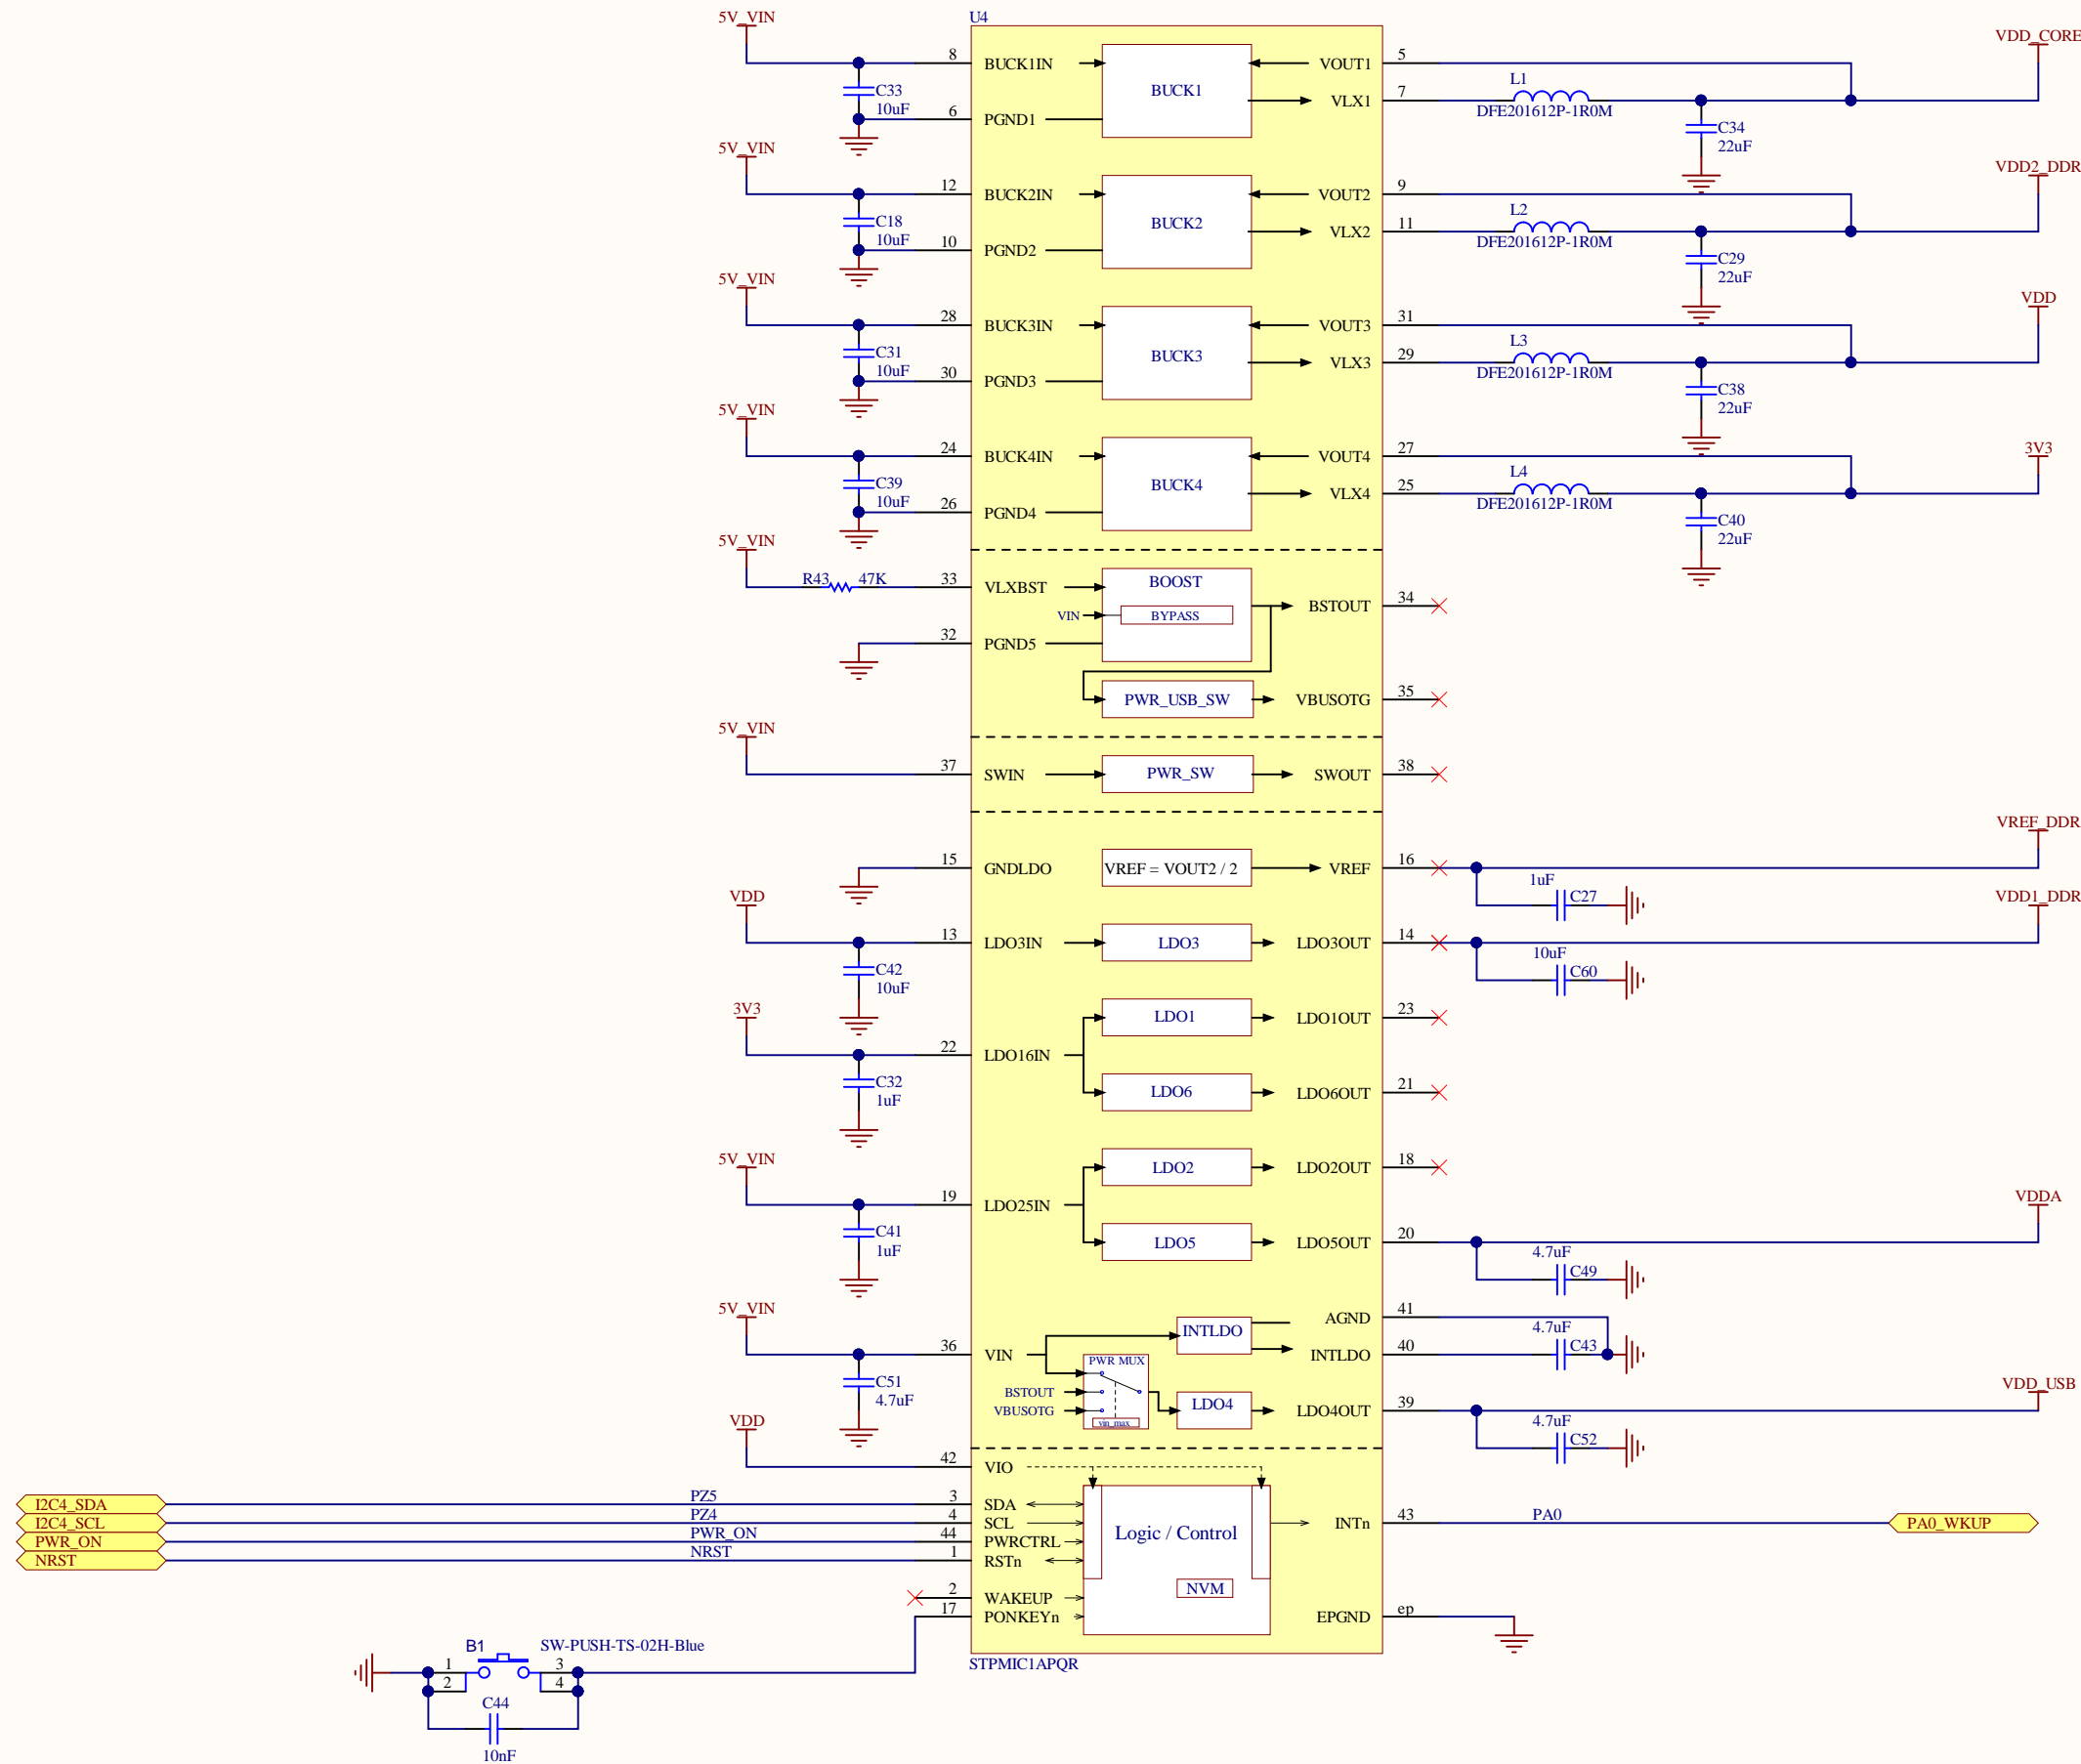 U4
5V_VIN
8 BUCK1IN
C33
10uF
6 PGND1
BUCK1
VOUT1 5
VLX1 7
L1
DFE201612P-1R0M
C34
22uF
VDD_CORE
5V_VIN
12 BUCK2IN
C18
10uF
10 PGND2
BUCK2
VOUT2 9
VLX2 11
L2
DFE201612P-1R0M
C29
22uF
VDD2_DDR
5V_VIN
28 BUCK3IN
C31
10uF
30 PGND3
BUCK3
VOUT3 31
VLX3 29
L3
DFE201612P-1R0M
C38
22uF
VDD
5V_VIN
24 BUCK4IN
C39
10uF
26 PGND4
BUCK4
VOUT4 27
VLX4 25
L4
DFE201612P-1R0M
C40
22uF
3V3
5V_VIN
R43 47K
33 VLXBST
BOOST
VIN
BYPASS
BSTOUT 34
32 PGND5
PWR_USB_SW
VBUSOTG 35
5V_VIN
37 SWIN
PWR_SW
SWOUT 38
15 GNDLDO
VREF = VOUT2 / 2
VREF 16
1uF
C27
VREF_DDR
VDD
13 LDO3IN
C42
10uF
LDO3
LDO3OUT 14
10uF
C60
VDD1_DDR
3V3
22 LDO16IN
C32
1uF
LDO1
LDO1OUT 23
LDO6
LDO6OUT 21
5V_VIN
19 LDO25IN
C41
1uF
LDO2
LDO2OUT 18
LDO5
LDO5OUT 20
4.7uF
C49
VDDA
5V_VIN
36 VIN
C51
4.7uF
INTLDO
AGND 41
INTLDO 40
4.7uF
C43
PWR MUX
BSTOUT
VBUSOTG
vin_max
LDO4
LDO4OUT 39
4.7uF
C52
VDD_USB
VDD
42 VIO
I2C4_SDA PZ5 3 SDA
I2C4_SCL PZ4 4 SCL
PWR_ON PWR_ON 44 PWRCTRL
NRST NRST 1 RSTn
Logic / Control
NVM
INTn 43 PA0 PA0_WKUP
2 WAKEUP
17 PONKEYn
EPGND ep
STPMIC1APQR
B1 SW-PUSH-TS-02H-Blue
1 3
2 4
C44
10nF